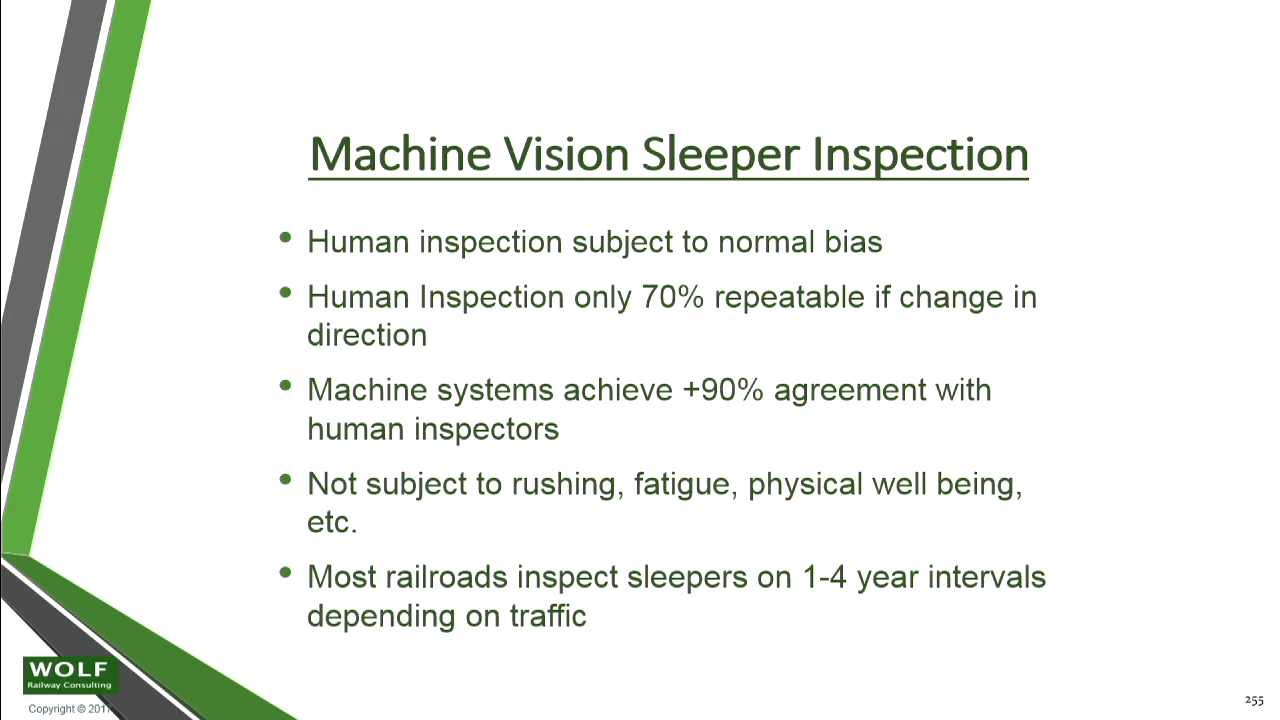 Machine Vision Sleeper Inspection
• Human inspection subject to normal bias
• Human Inspection only 70% repeatable if change in
direction
• Machine systems achieve +90% agreement with
human inspectors
• Not subject to rushing, fatigue, physical well being,
etc.
• Most railroads inspect sleepers on 1-4 year intervals
depending on traffic
WOLF
Railway Consulting
Copyright ©
255